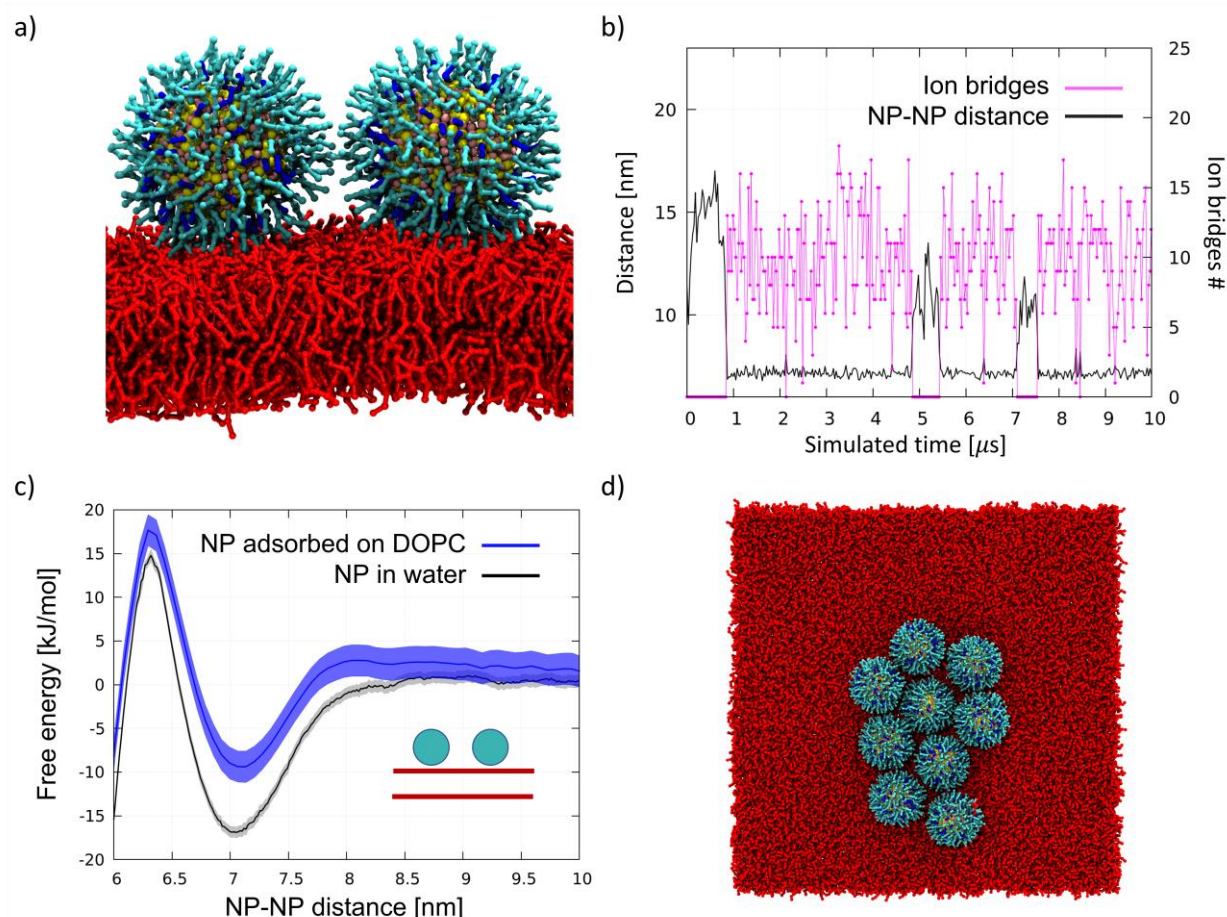 a)
b)
Ion bridges
NP-NP distance
Distance [nm]
20
15
10
25
20
15
10
5
0
Ion bridges #
0 1 2 3 4 5 6 7 8 9 10
Simulated time [μs]
c)
NP adsorbed on DOPC
NP in water
Free energy [kJ/mol]
20
15
10
5
0
-5
-10
-15
-20
6 6.5 7 7.5 8 8.5 9 9.5 10
NP-NP distance [nm]
d)